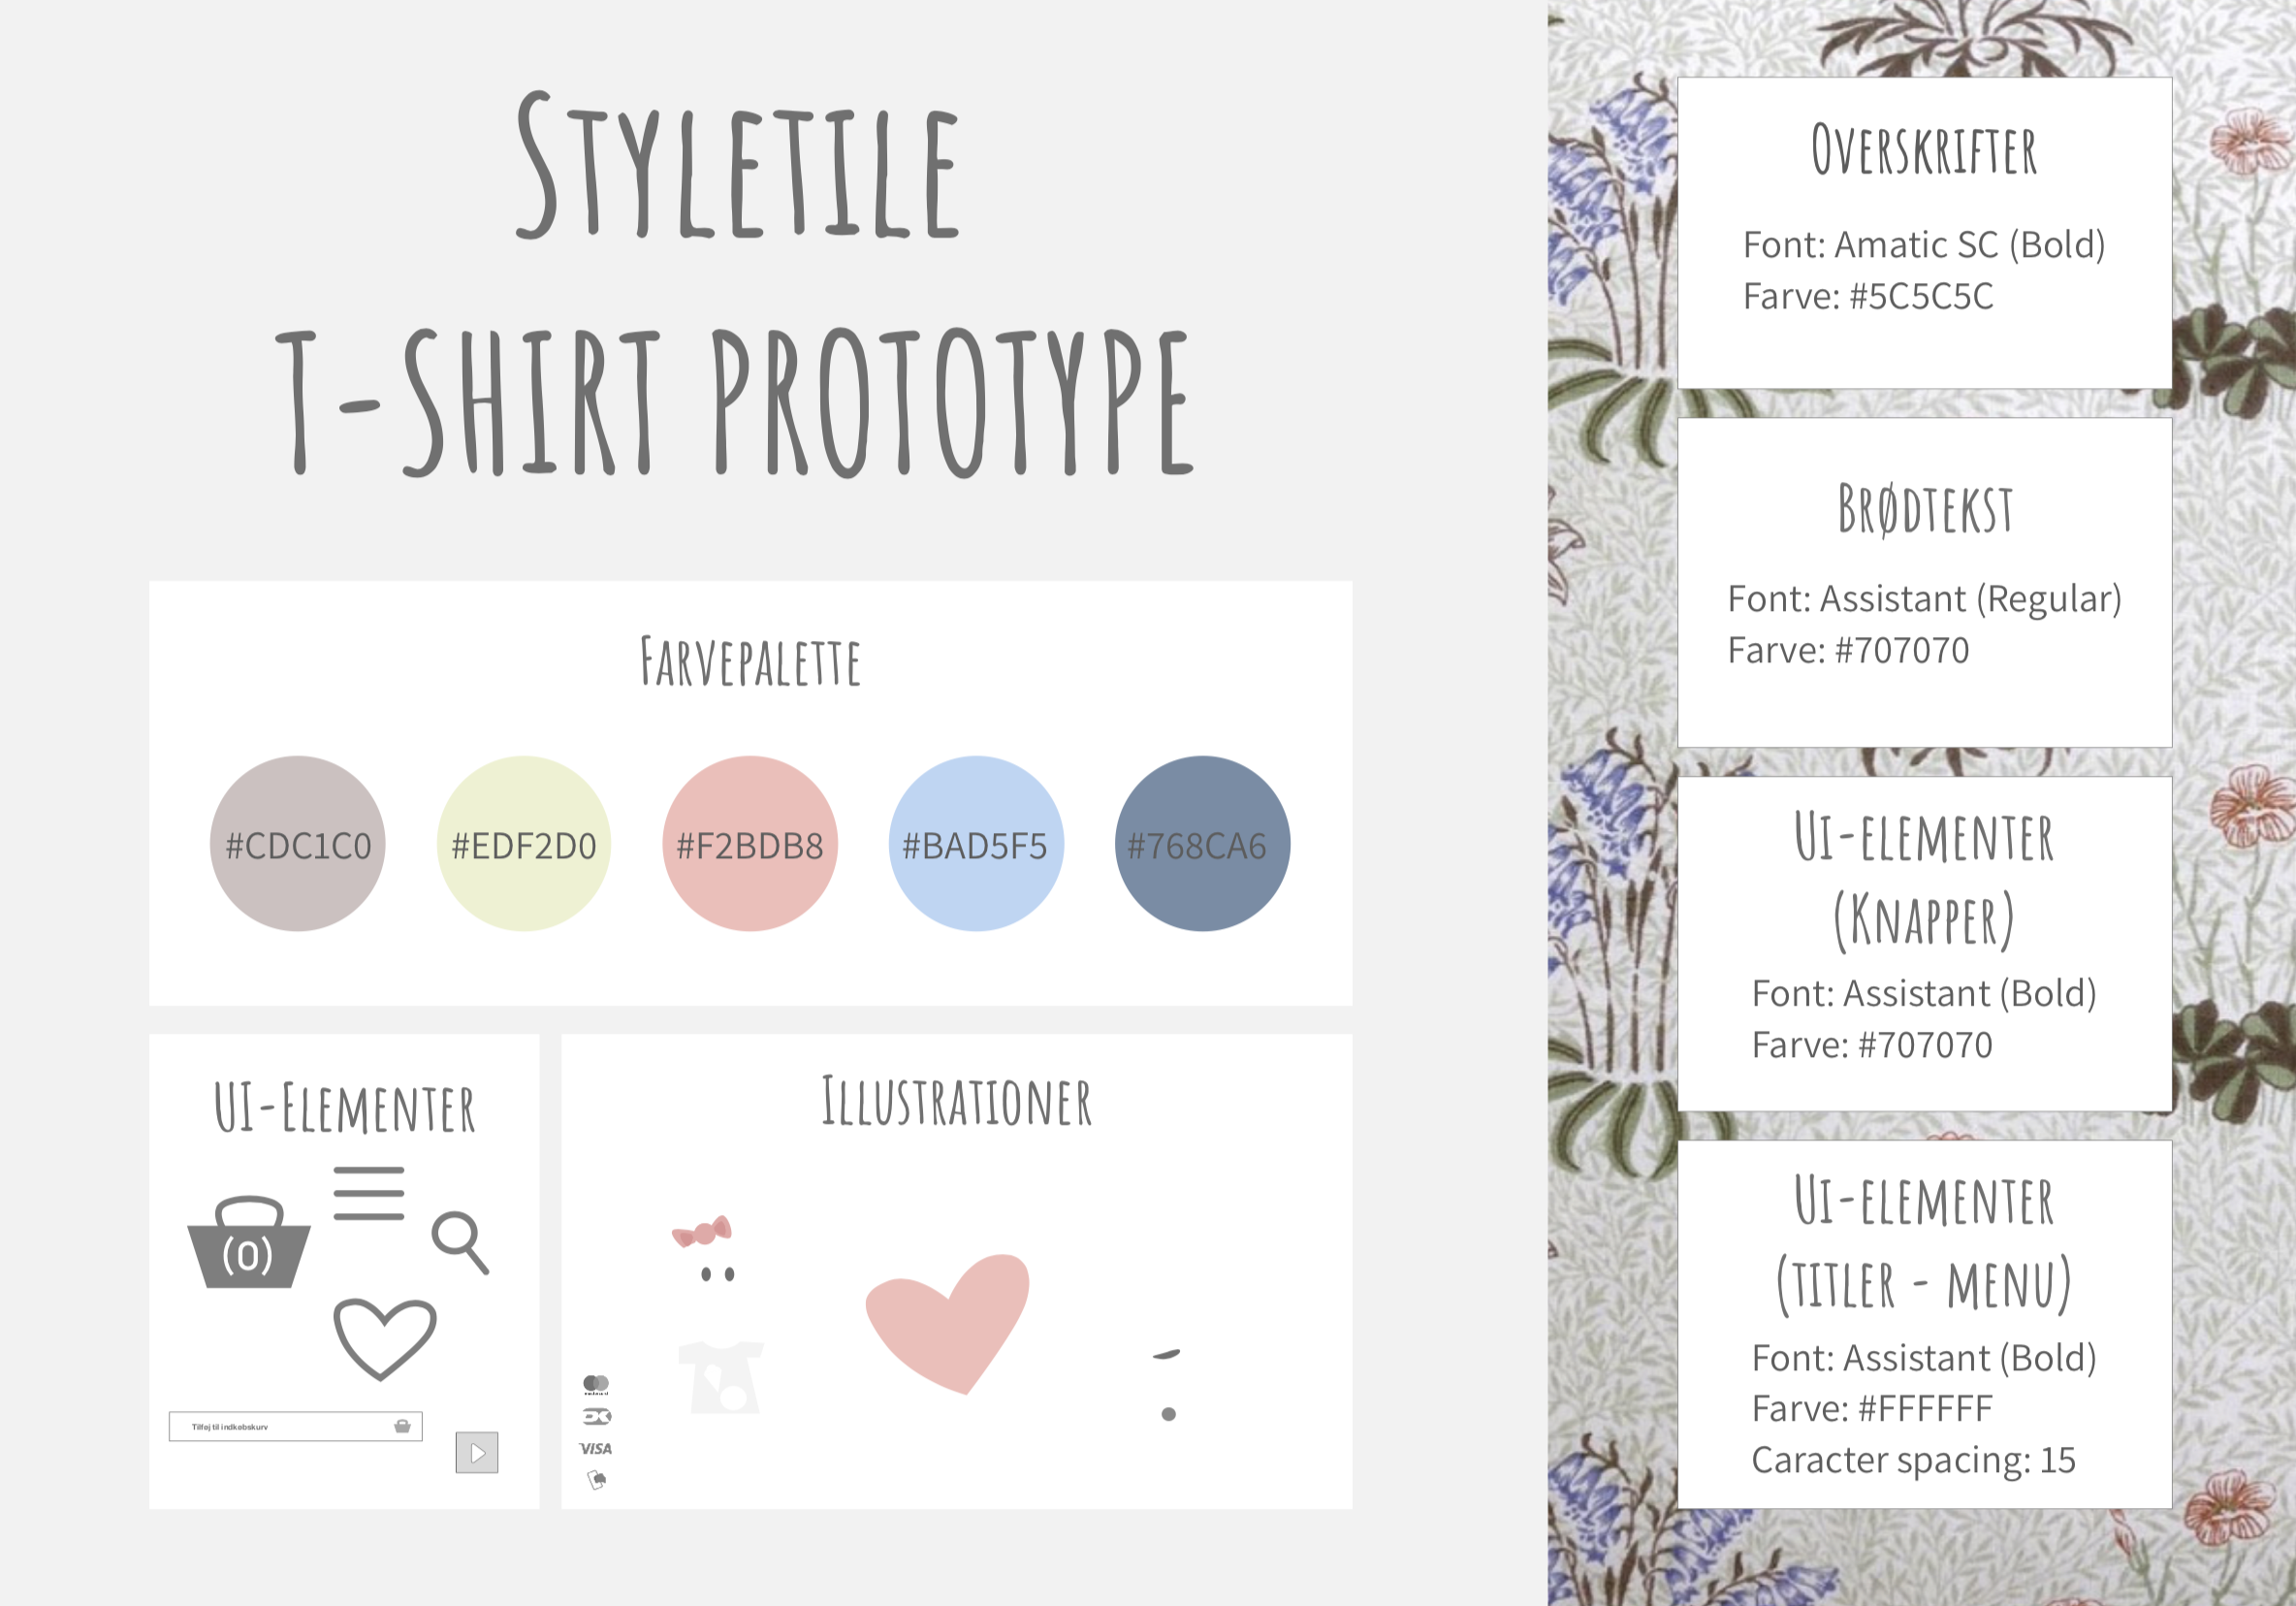 Styletile
T-shirt prototype
Farvepalette
#CDC1C0
#EDF2D0
#F2BDB8
#BAD5F5
#768CA6
UI-Elementer
(0)
Tilføj til indkøbskurv
Illustrationer
VISA
Overskrifter
Font: Amatic SC (Bold)
Farve: #5C5C5C
Brødtekst
Font: Assistant (Regular)
Farve: #707070
Ui-elementer
(Knapper)
Font: Assistant (Bold)
Farve: #707070
Ui-elementer
(titler - menu)
Font: Assistant (Bold)
Farve: #FFFFFF
Caracter spacing: 15